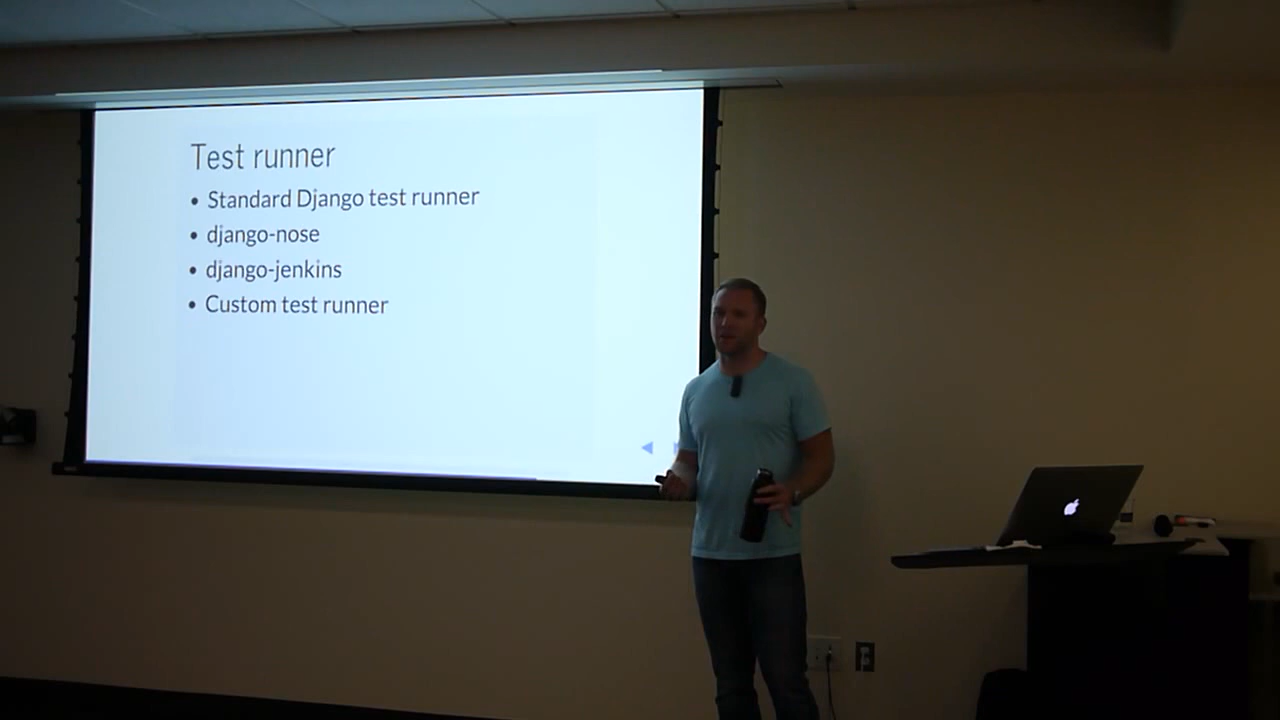 Test runner
• Standard Django test runner
• django-nose
• django-jenkins
• Custom test runner